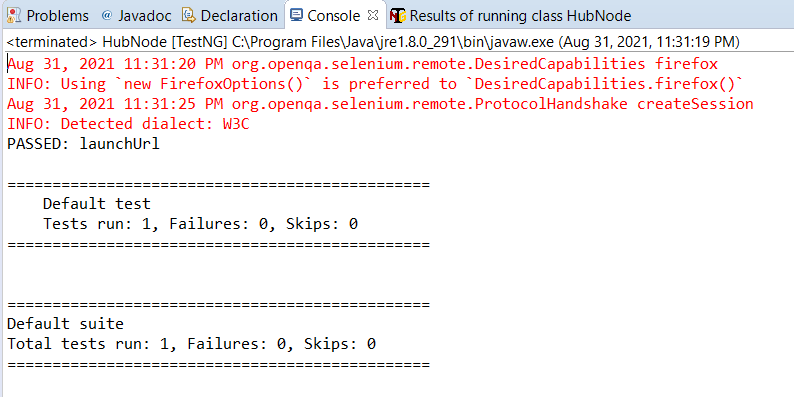 Problems @ Javadoc Declaration Console Results of running class HubNode
<terminated> HubNode [TestNG] C:\Program Files\Java\jre1.8.0_291\bin\javaw.exe (Aug 31, 2021, 11:31:19 PM)
Aug 31, 2021 11:31:20 PM org.openqa.selenium.remote.DesiredCapabilities firefox
INFO: Using `new FirefoxOptions()` is preferred to `DesiredCapabilities.firefox()`
Aug 31, 2021 11:31:25 PM org.openqa.selenium.remote.ProtocolHandshake createSession
INFO: Detected dialect: W3C
PASSED: launchUrl
===============================================
Default test
Tests run: 1, Failures: 0, Skips: 0
===============================================
===============================================
Default suite
Total tests run: 1, Failures: 0, Skips: 0
===============================================